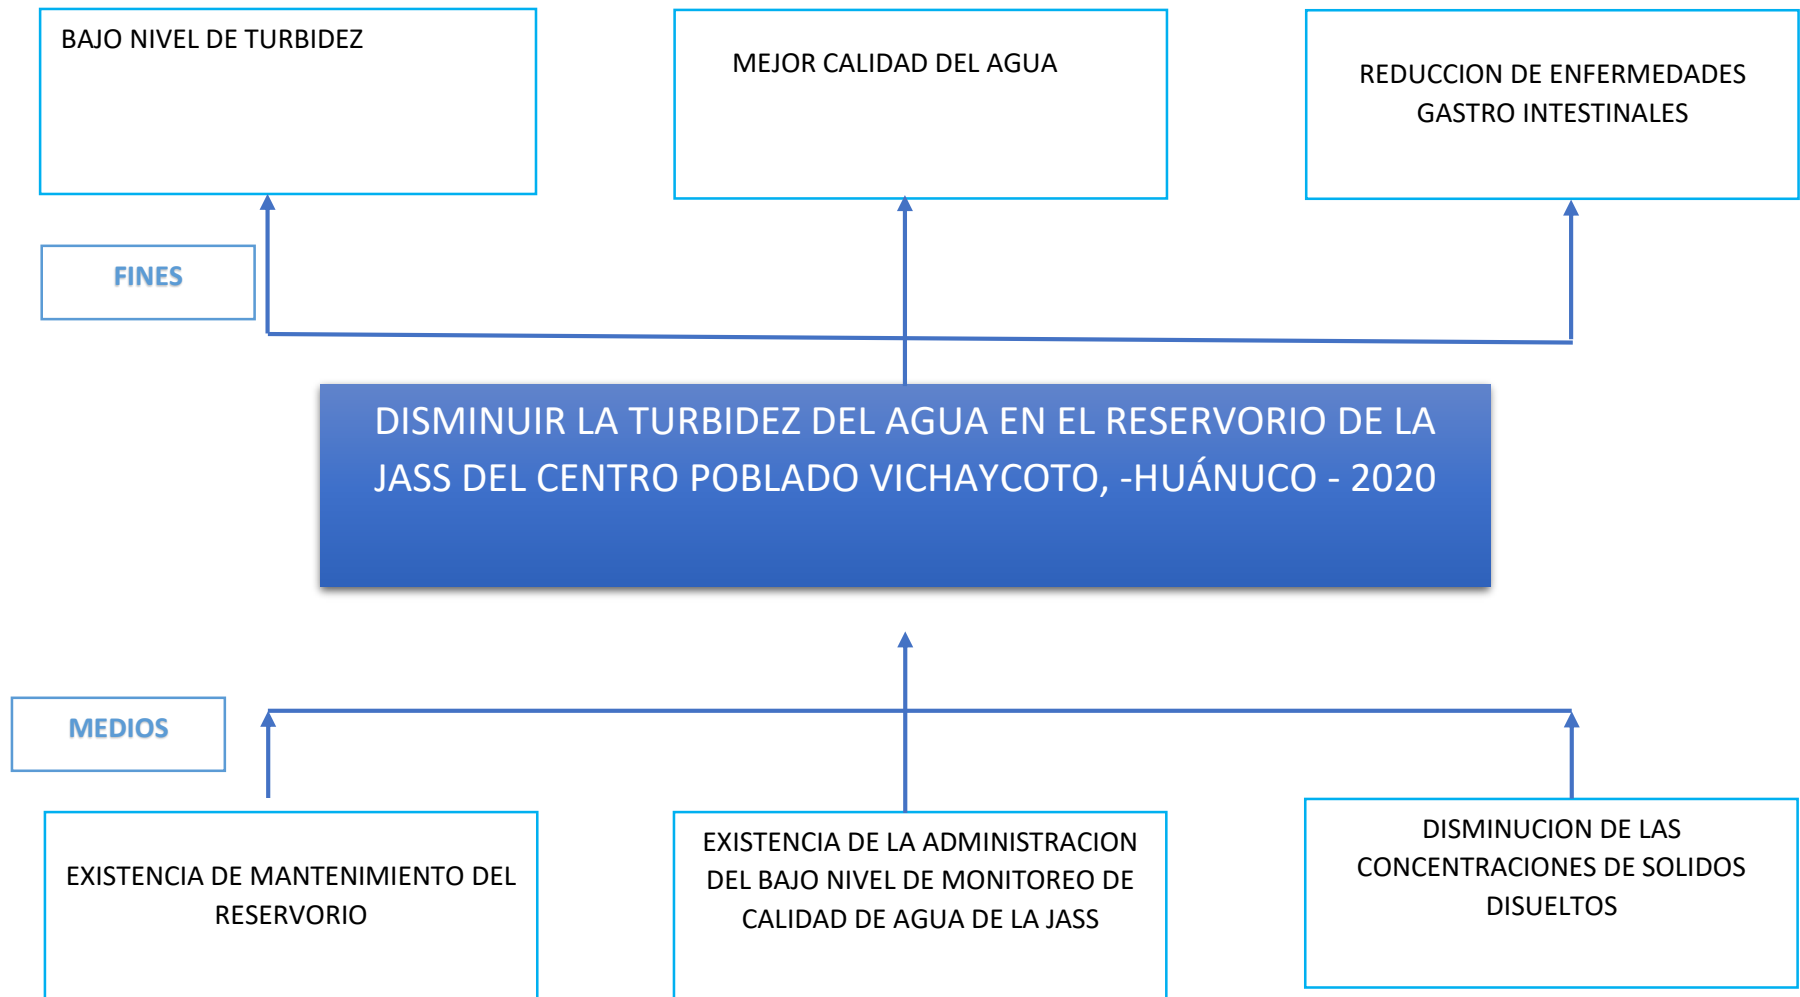 BAJO NIVEL DE TURBIDEZ
MEJOR CALIDAD DEL AGUA
REDUCCION DE ENFERMEDADES
GASTRO INTESTINALES
FINES
DISMINUIR LA TURBIDEZ DEL AGUA EN EL RESERVORIO DE LA
JASS DEL CENTRO POBLADO VICHAYCOTO, -HUÁNUCO - 2020
MEDIOS
EXISTENCIA DE MANTENIMIENTO DEL
RESERVORIO
EXISTENCIA DE LA ADMINISTRACION
DEL BAJO NIVEL DE MONITOREO DE
CALIDAD DE AGUA DE LA JASS
DISMINUCION DE LAS
CONCENTRACIONES DE SOLIDOS
DISUELTOS